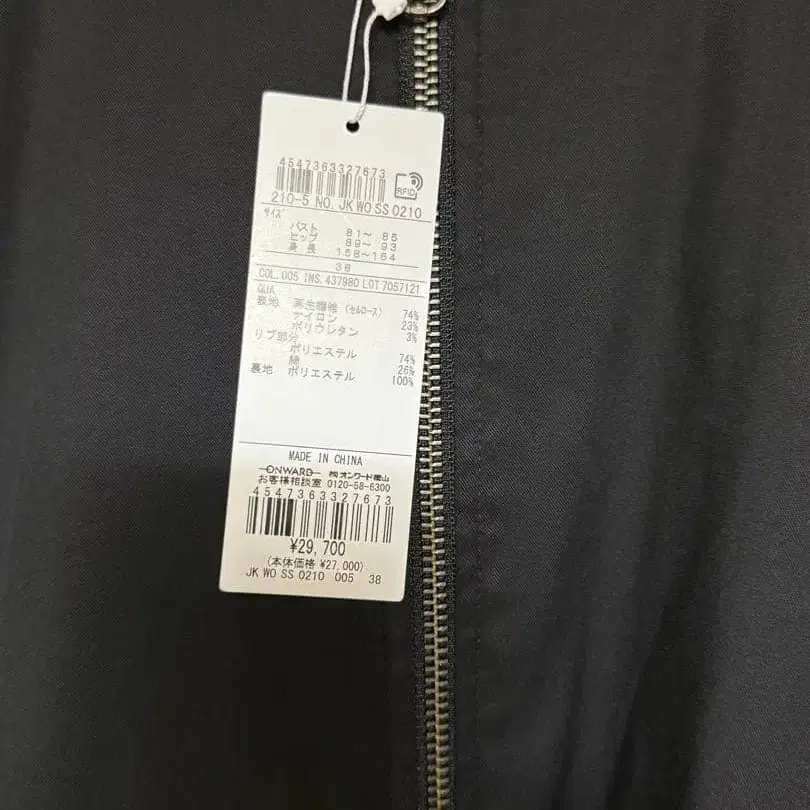 4547363327673
RFID
210-5 NO. JK WO SS 0210
サイズ
バスト 81～ 85
ヒップ 89～ 93
身長 158～164
38
COL. 005 INS. 437980 LOT 7057121
QUA.
表地 再生繊維 (セルロース) 74%
ナイロン 23%
ポリウレタン 3%
リブ部分
ポリエステル 74%
綿 26%
裏地 ポリエステル 100%
MADE IN CHINA
ONWARD ㈱オンワード樫山
お客様相談室 0120-58-6300
4547363327673
¥29,700
(本体価格 ¥27,000)
JK WO SS 0210 005 38